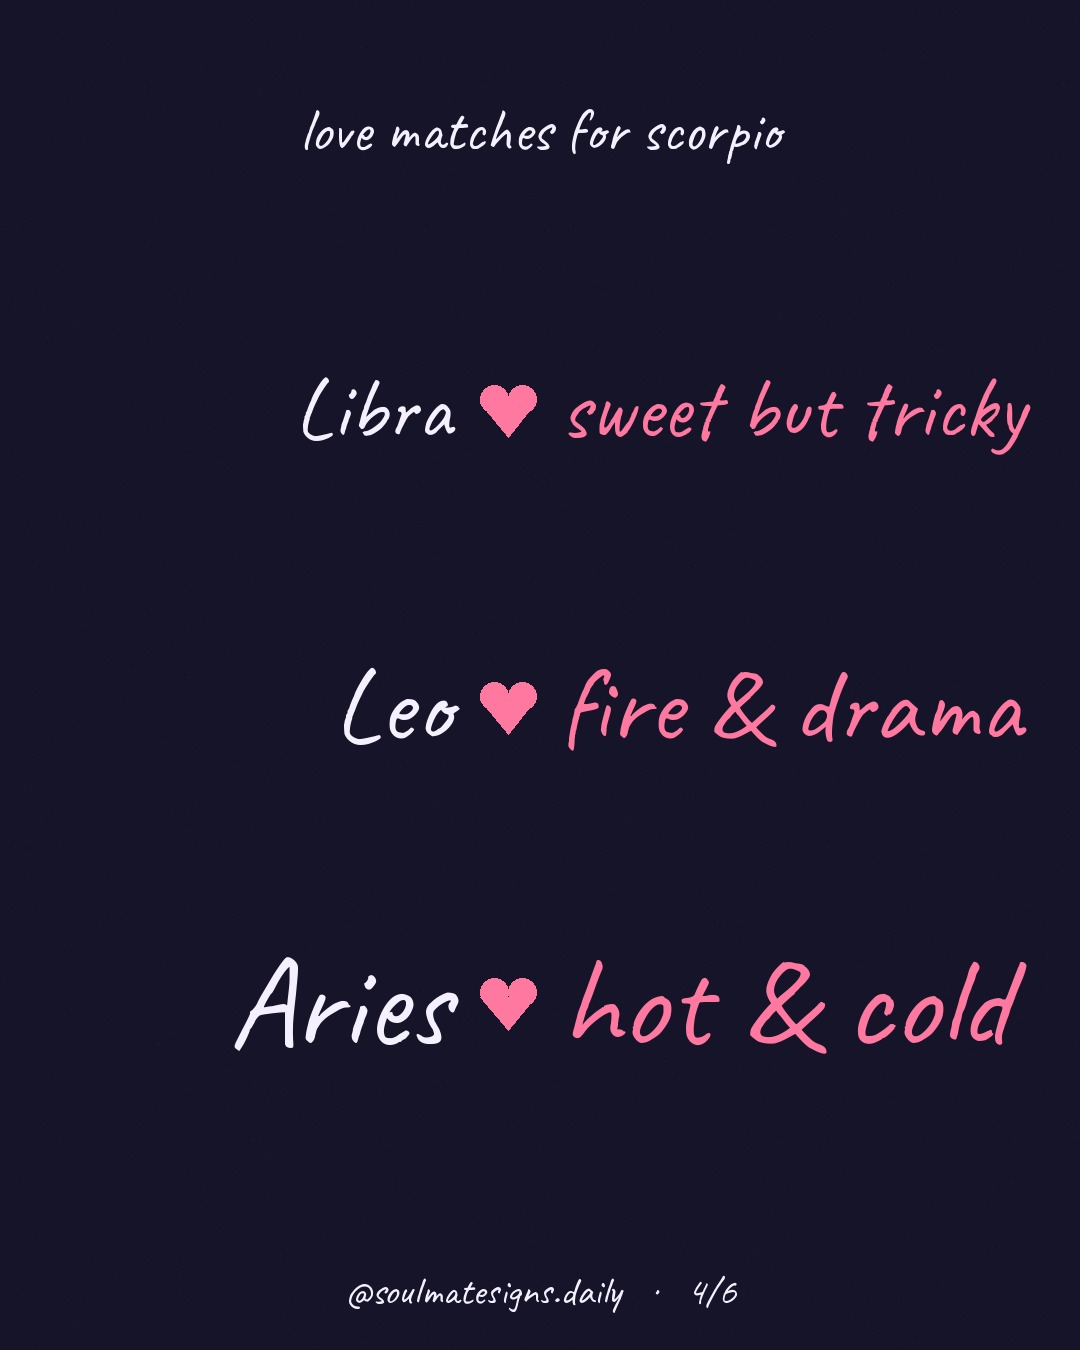 love matches for scorpio
Libra ♥ sweet but tricky
Leo ♥ fire & drama
Aries ♥ hot & cold
@soulmatesigns.daily · 4/6